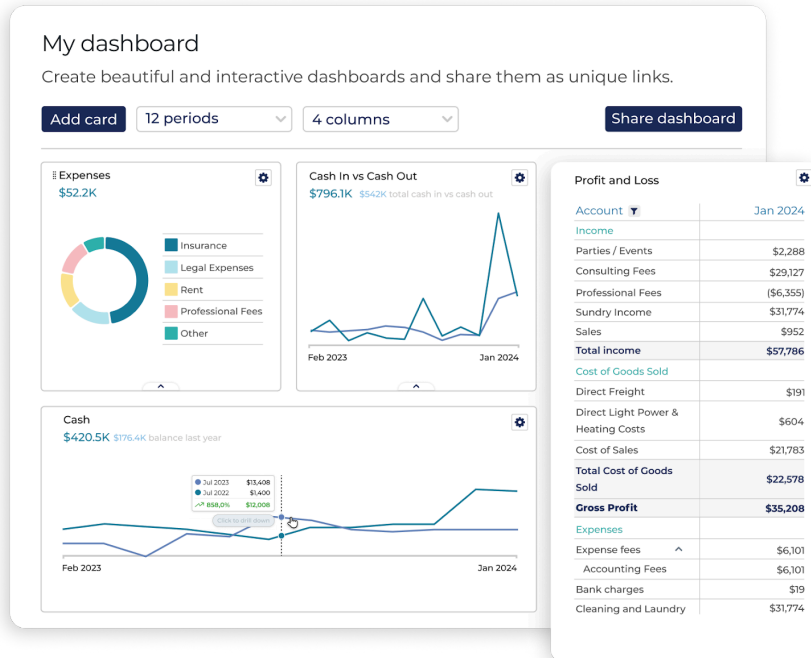 My dashboard
Create beautiful and interactive dashboards and share them as unique links.
Add card
12 periods
4 columns
Share dashboard
Expenses
$52.2K
Insurance
Legal Expenses
Rent
Professional Fees
Other
Cash In vs Cash Out
$796.1K $542K total cash in vs cash out
Feb 2023 Jan 2024
Cash
$420.5K $176.4K balance last year
Jul 2023 $13,408
Jul 2022 $1,400
858,0% $12,008
Click to drill down
Feb 2023 Jan 2024
Profit and Loss
Account Jan 2024
Income
Parties / Events $2,288
Consulting Fees $29,127
Professional Fees ($6,355)
Sundry Income $31,774
Sales $952
Total income $57,786
Cost of Goods Sold
Direct Freight $191
Direct Light Power &
Heating Costs $604
Cost of Sales $21,783
Total Cost of Goods
Sold $22,578
Gross Profit $35,208
Expenses
Expense fees $6,101
Accounting Fees $6,101
Bank charges $19
Cleaning and Laundry $31,774